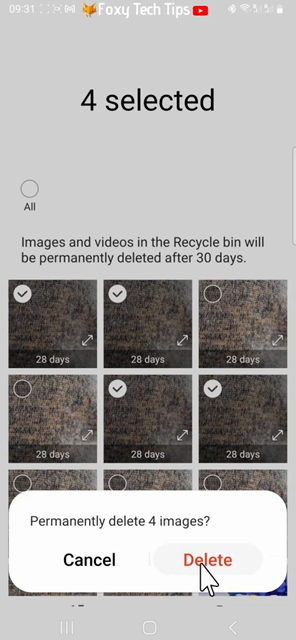 09:31 Foxy Tech Tips
4 selected
All
Images and videos in the Recycle bin will
be permanently deleted after 30 days.
28 days 28 days 28 days
28 days 28 days 28 days
Permanently delete 4 images?
Cancel Delete